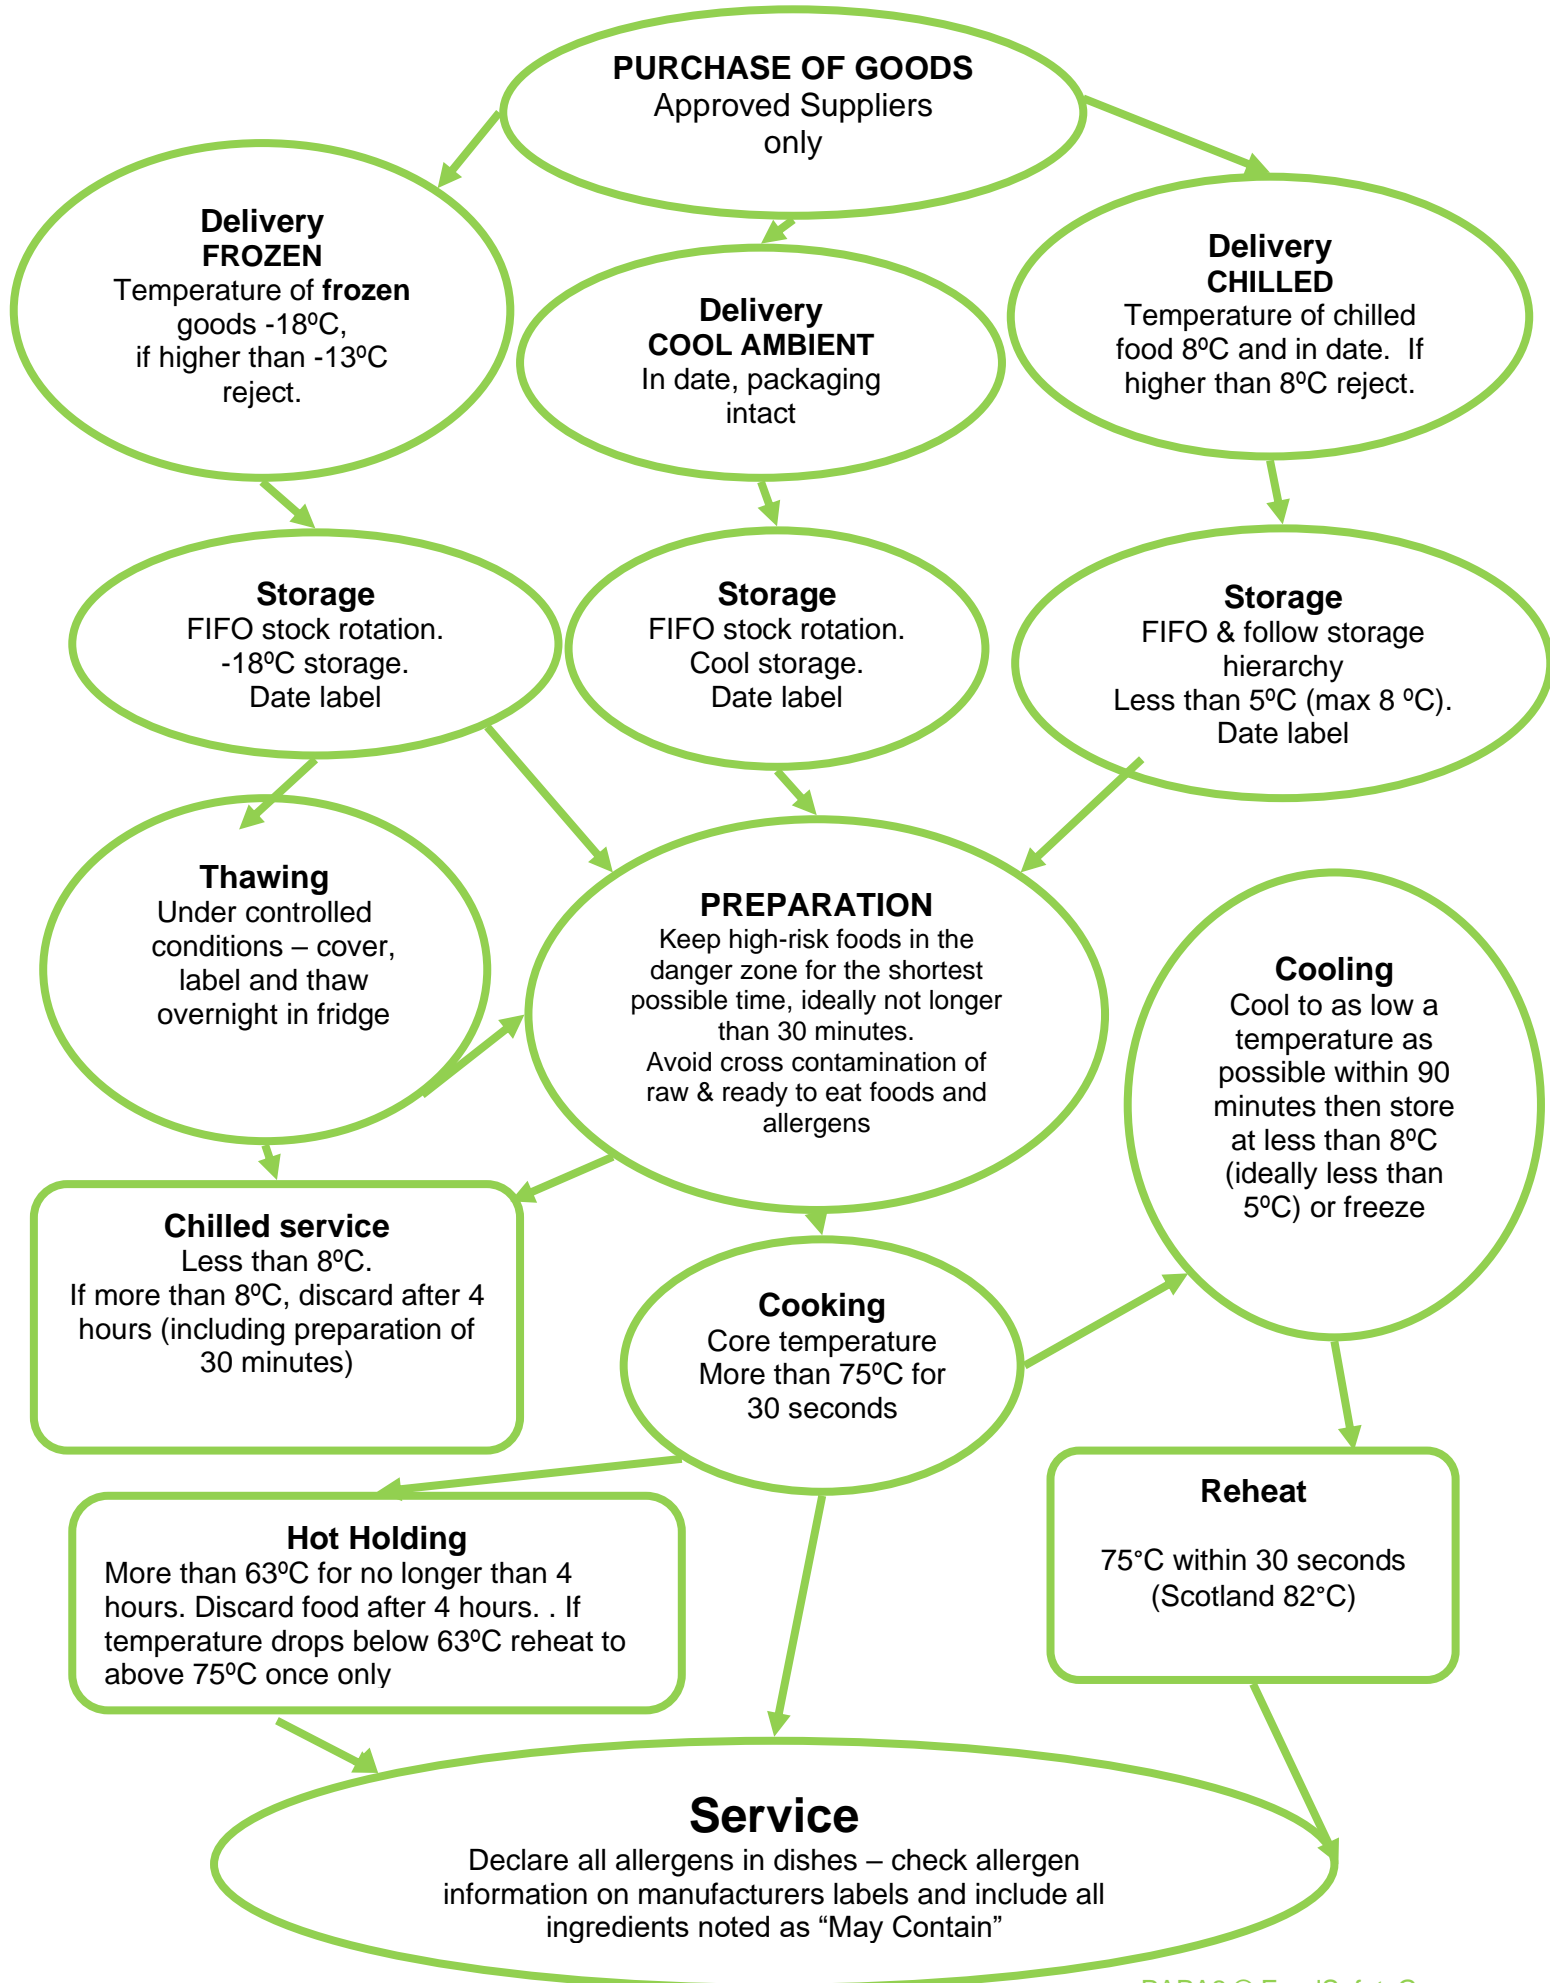 PURCHASE OF GOODS
Approved Suppliers
only
Delivery
FROZEN
Temperature of frozen
goods -18ºC,
if higher than -13ºC
reject.
Delivery
COOL AMBIENT
In date, packaging
intact
Delivery
CHILLED
Temperature of chilled
food 8ºC and in date.  If
higher than 8ºC reject.
Storage
FIFO stock rotation.
-18ºC storage.
Date label
Storage
FIFO stock rotation.
Cool storage.
Date label
Storage
FIFO & follow storage
hierarchy
Less than 5ºC (max 8 ºC).
Date label
Thawing
Under controlled
conditions – cover,
label and thaw
overnight in fridge
PREPARATION
Keep high-risk foods in the
danger zone for the shortest
possible time, ideally not longer
than 30 minutes.
Avoid cross contamination of
raw & ready to eat foods and
allergens
Cooling
Cool to as low a
temperature as
possible within 90
minutes then store
at less than 8ºC
(ideally less than
5ºC) or freeze
Chilled service
Less than 8ºC.
If more than 8ºC, discard after 4
hours (including preparation of
30 minutes)
Cooking
Core temperature
More than 75ºC for
30 seconds
Hot Holding
More than 63ºC for no longer than 4
hours. Discard food after 4 hours. . If
temperature drops below 63ºC reheat to
above 75ºC once only
Reheat
75°C within 30 seconds
(Scotland 82°C)
Service
Declare all allergens in dishes – check allergen
information on manufacturers labels and include all
ingredients noted as “May Contain”